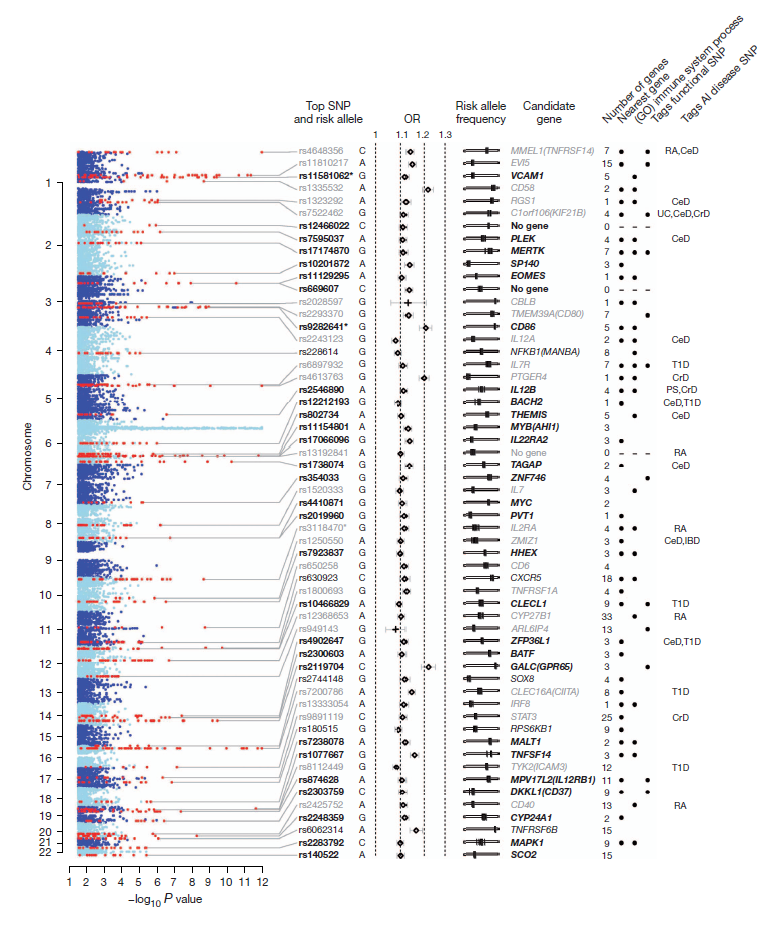 Number of genes
Nearest gene
(GO) immune system process
Tags functional SNP
Tags AI disease SNP
Top SNP and risk allele
OR
Risk allele frequency
Candidate gene
1 1.1 1.2 1.3
rs4648356 C MMEL1(TNFRSF14) 7 RA,CeD
rs11810217 A EVI5 15
rs11581062* G VCAM1 5
rs1335532 A CD58 2
rs1323292 A RGS1 1 CeD
rs7522462 G C1orf106(KIF21B) 4 UC,CeD,CrD
rs12466022 C No gene 0 – – –
rs7595037 A PLEK 4 CeD
rs17174870 G MERTK 7
rs10201872 A SP140 3
rs11129295 A EOMES 1
rs669607 C No gene 0 – – –
rs2028597 G CBLB 1
rs2293370 G TMEM39A(CD80) 7
rs9282641* G CD86 5
rs2243123 G IL12A 2 CeD
rs228614 G NFKB1(MANBA) 8
rs6897932 G IL7R 7 T1D
rs4613763 G PTGER4 1 CrD
rs2546890 A IL12B 4 PS,CrD
rs12212193 G BACH2 1 CeD,T1D
rs802734 A THEMIS 5 CeD
rs11154801 A MYB(AHI1) 3
rs17066096 G IL22RA2 3
rs13192841 A No gene 0 – – – RA
rs1738074 G TAGAP 2 CeD
rs354033 G ZNF746 4
rs1520333 G IL7 3
rs4410871 G MYC 2
rs2019960 G PVT1 1
rs3118470* G IL2RA 4 RA
rs1250550 A ZMIZ1 3 CeD,IBD
rs7923837 G HHEX 3
rs650258 G CD6 4
rs630923 C CXCR5 18
rs1800693 G TNFRSF1A 4
rs10466829 A CLECL1 9 T1D
rs12368653 A CYP27B1 33 RA
rs949143 G ARL6IP4 13
rs4902647 G ZFP36L1 3 CeD,T1D
rs2300603 A BATF 3
rs2119704 C GALC(GPR65) 3
rs2744148 G SOX8 4
rs7200786 A CLEC16A(CIITA) 8 T1D
rs13333054 A IRF8 1
rs9891119 C STAT3 25 CrD
rs180515 G RPS6KB1 9
rs7238078 A MALT1 2
rs1077667 G TNFSF14 3
rs8112449 G TYK2(ICAM3) 12 T1D
rs874628 A MPV17L2(IL12RB1) 11
rs2303759 C DKKL1(CD37) 9
rs2425752 A CD40 13 RA
rs2248359 G CYP24A1 2
rs6062314 A TNFRSF6B 15
rs2283792 C MAPK1 9
rs140522 A SCO2 15
Chromosome
1
2
3
4
5
6
7
8
9
10
11
12
13
14
15
16
17
18
19
20
21
22
1 2 3 4 5 6 7 8 9 10 11 12
−log10 P value